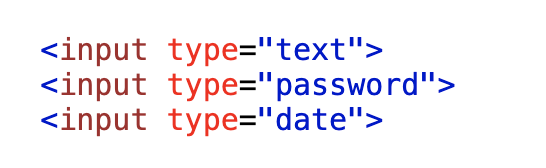 <input type="text">
<input type="password">
<input type="date">